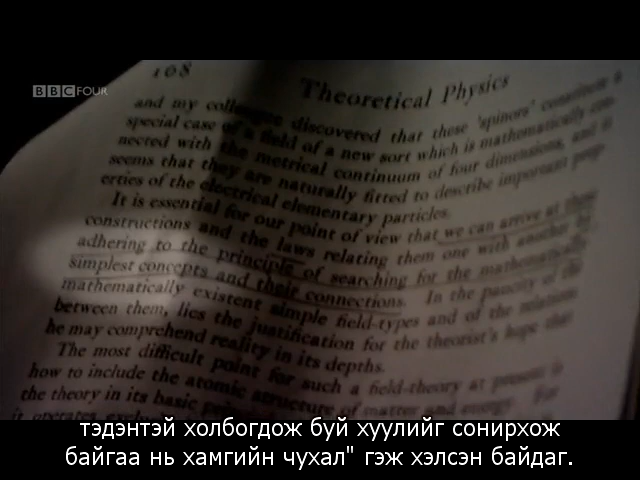 168
BBC FOUR
Theoretical Physics
and my colleague discovered that these 'spinors' constitute a
special case of a field of a new sort which is mathematically con-
nected with the metrical continuum of four dimensions, and it
seems that they are naturally fitted to describe important prop-
erties of the electrical elementary particles.
It is essential for our point of view that we can arrive at these
constructions and the laws relating them one with another by
adhering to the principle of searching for the mathematically
simplest concepts and their connections. In the paucity of the
mathematically existent simple field-types and of the relations
between them, lies the justification for the theorist's hope that
he may comprehend reality in its depths.
The most difficult point for such a field-theory at present is
how to include the atomic structure of matter and energy. For
the theory in its basic
it operates
тэдэнтэй холбогдож буй хуулийг сонирхож
байгаа нь хамгийн чухал" гэж хэлсэн байдаг.